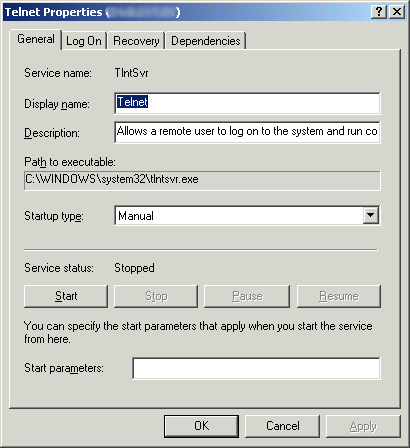 Telnet Properties ( )
General
Log On
Recovery
Dependencies
Service name: TlntSvr
Display name: Telnet
Description: Allows a remote user to log on to the system and run co
Path to executable:
C:\WINDOWS\system32\tlntsvr.exe
Startup type: Manual
Service status: Stopped
Start Stop Pause Resume
You can specify the start parameters that apply when you start the service
from here.
Start parameters:
OK Cancel Apply